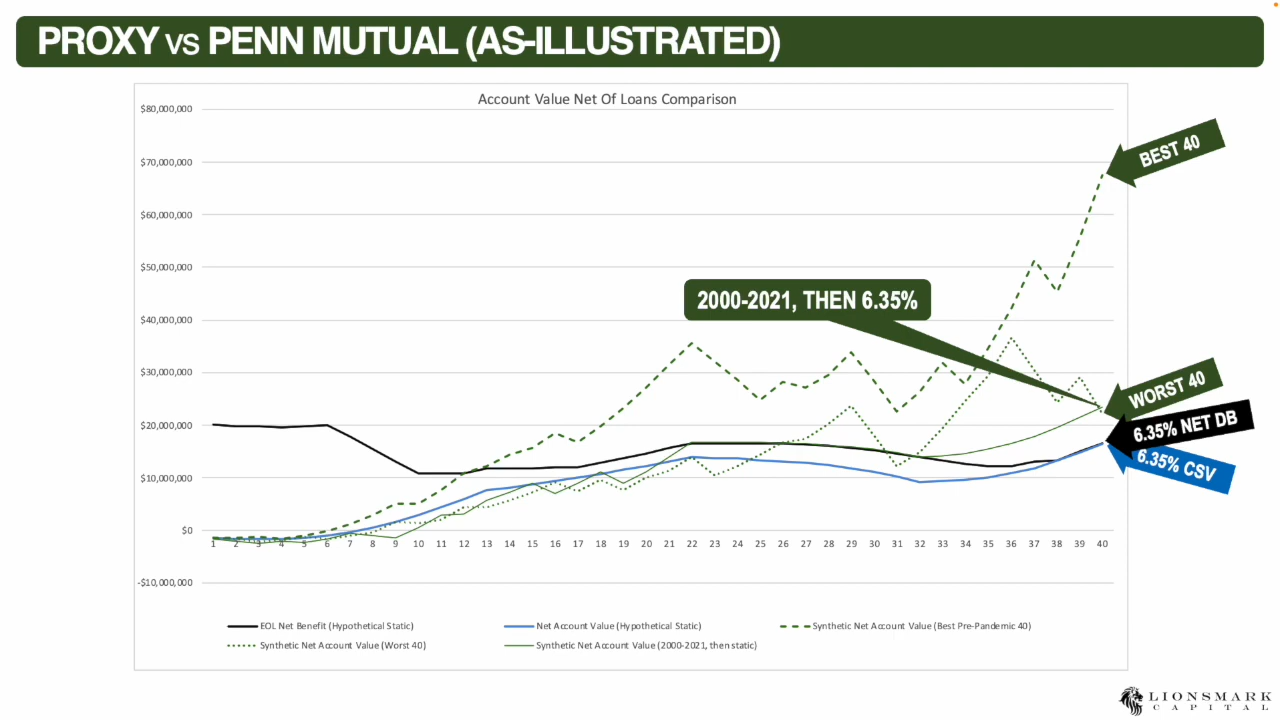 PROXY VS PENN MUTUAL (AS-ILLUSTRATED)
Account Value Net Of Loans Comparison
$80,000,000
$70,000,000
$60,000,000
$50,000,000
$40,000,000
$30,000,000
$20,000,000
$10,000,000
$0
-$10,000,000
1 2 3 4 5 6 7 8 9 10 11 12 13 14 15 16 17 18 19 20 21 22 23 24 25 26 27 28 29 30 31 32 33 34 35 36 37 38 39 40
BEST 40
2000-2021, THEN 6.35%
WORST 40
6.35% NET DB
6.35% CSV
EOL Net Benefit (Hypothetical Static)
Net Account Value (Hypothetical Static)
Synthetic Net Account Value (Best Pre-Pandemic 40)
Synthetic Net Account Value (Worst 40)
Synthetic Net Account Value (2000-2021, then static)
LIONSMARK
CAPITAL